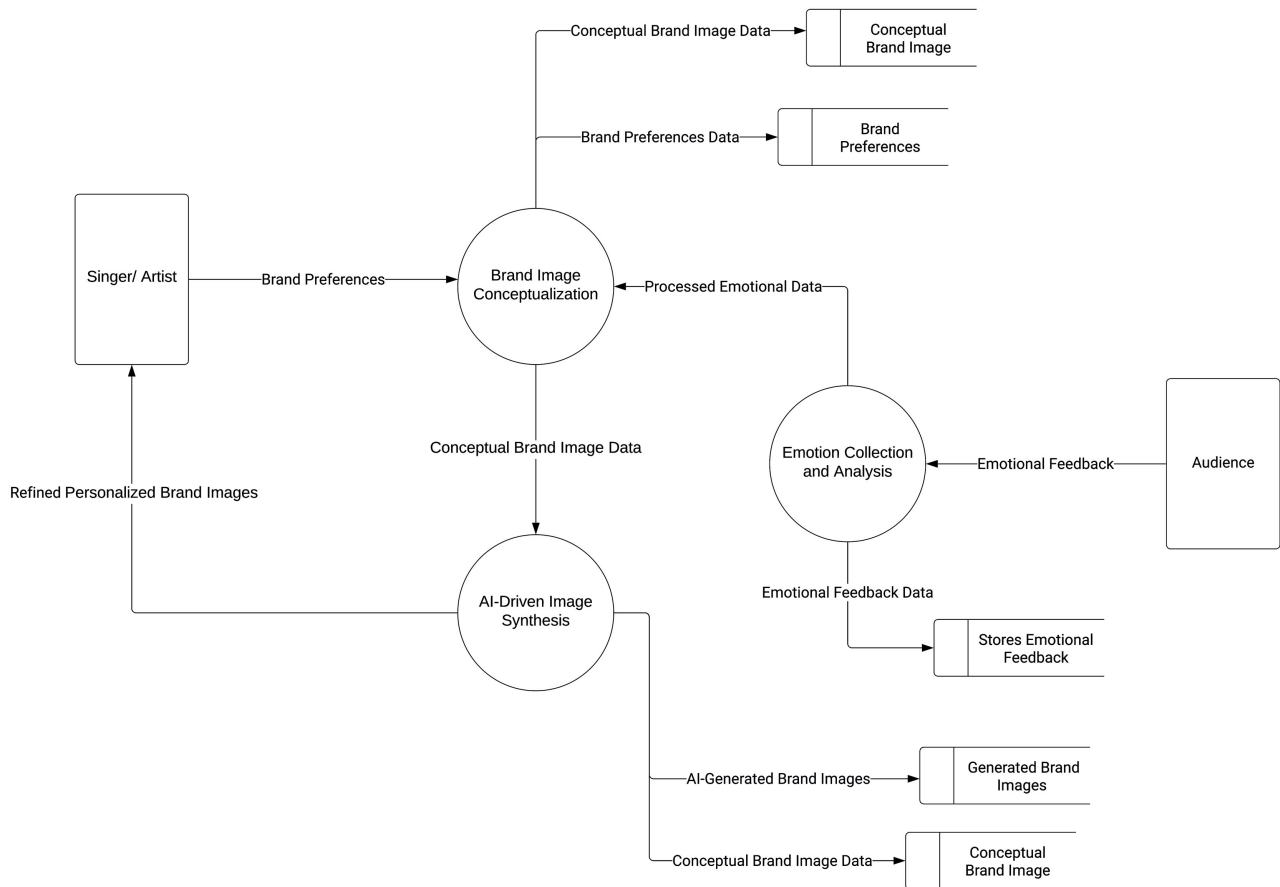 Conceptual Brand Image Data
Conceptual
Brand Image
Brand Preferences Data
Brand
Preferences
Singer/ Artist
Brand Preferences
Brand Image
Conceptualization
Processed Emotional Data
Conceptual Brand Image Data
Emotion Collection
and Analysis
Emotional Feedback
Audience
Refined Personalized Brand Images
AI-Driven Image
Synthesis
Emotional Feedback Data
Stores Emotional
Feedback
AI-Generated Brand Images
Generated Brand
Images
Conceptual Brand Image Data
Conceptual
Brand Image